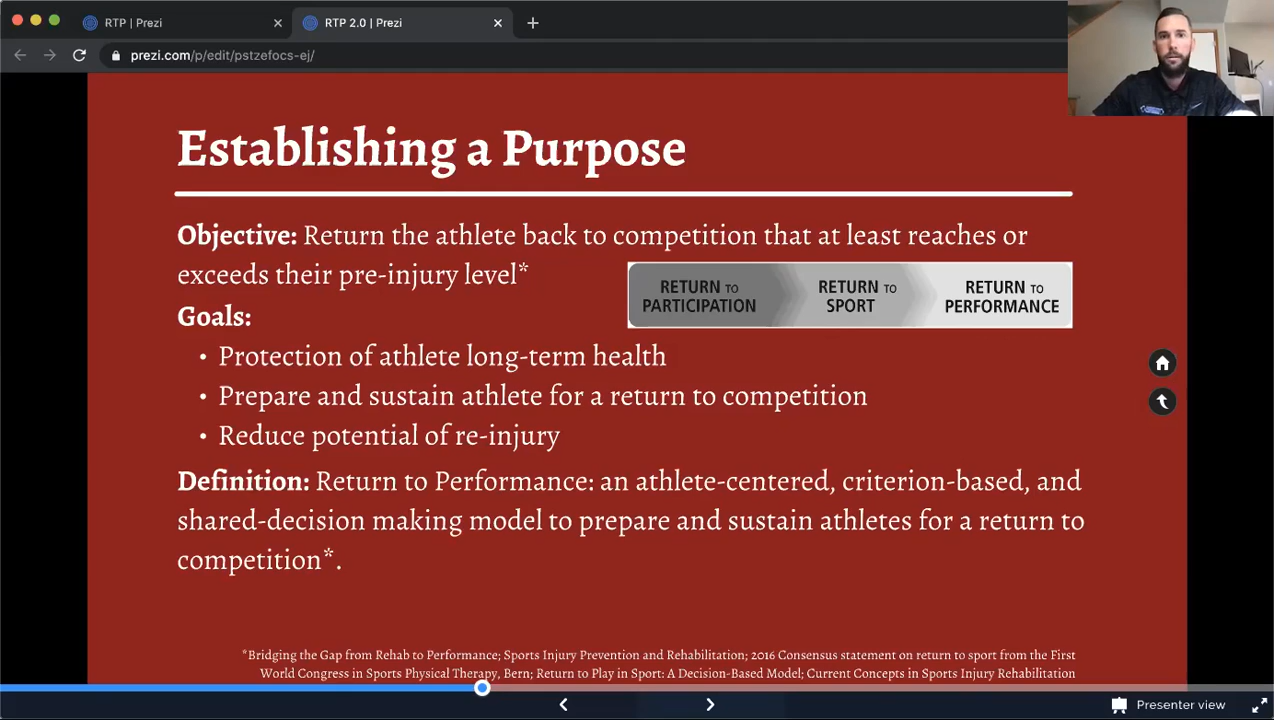 RTP | Prezi
RTP 2.0 | Prezi
prezi.com/p/edit/pstzefocs-ej/
Establishing a Purpose
Objective: Return the athlete back to competition that at least reaches or
exceeds their pre-injury level*
RETURN TO PARTICIPATION
RETURN TO SPORT
RETURN TO PERFORMANCE
Goals:
• Protection of athlete long-term health
• Prepare and sustain athlete for a return to competition
• Reduce potential of re-injury
Definition: Return to Performance: an athlete-centered, criterion-based, and
shared-decision making model to prepare and sustain athletes for a return to
competition*.
*Bridging the Gap from Rehab to Performance; Sports Injury Prevention and Rehabilitation; 2016 Consensus statement on return to sport from the First
World Congress in Sports Physical Therapy, Bern; Return to Play in Sport: A Decision-Based Model; Current Concepts in Sports Injury Rehabilitation
Presenter view